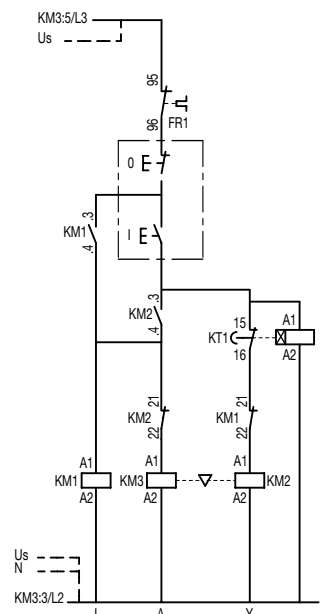 KM3:5/L3
Us
95
96
FR1
0
I
.3
KM1
.4
.3
KM2
.4
15
KT1
16
A1
A2
21
KM2
22
21
KM1
22
A1
KM1
A2
A1
KM3
A2
A1
KM2
A2
Us
N
KM3:3/L2
L
Δ
Y